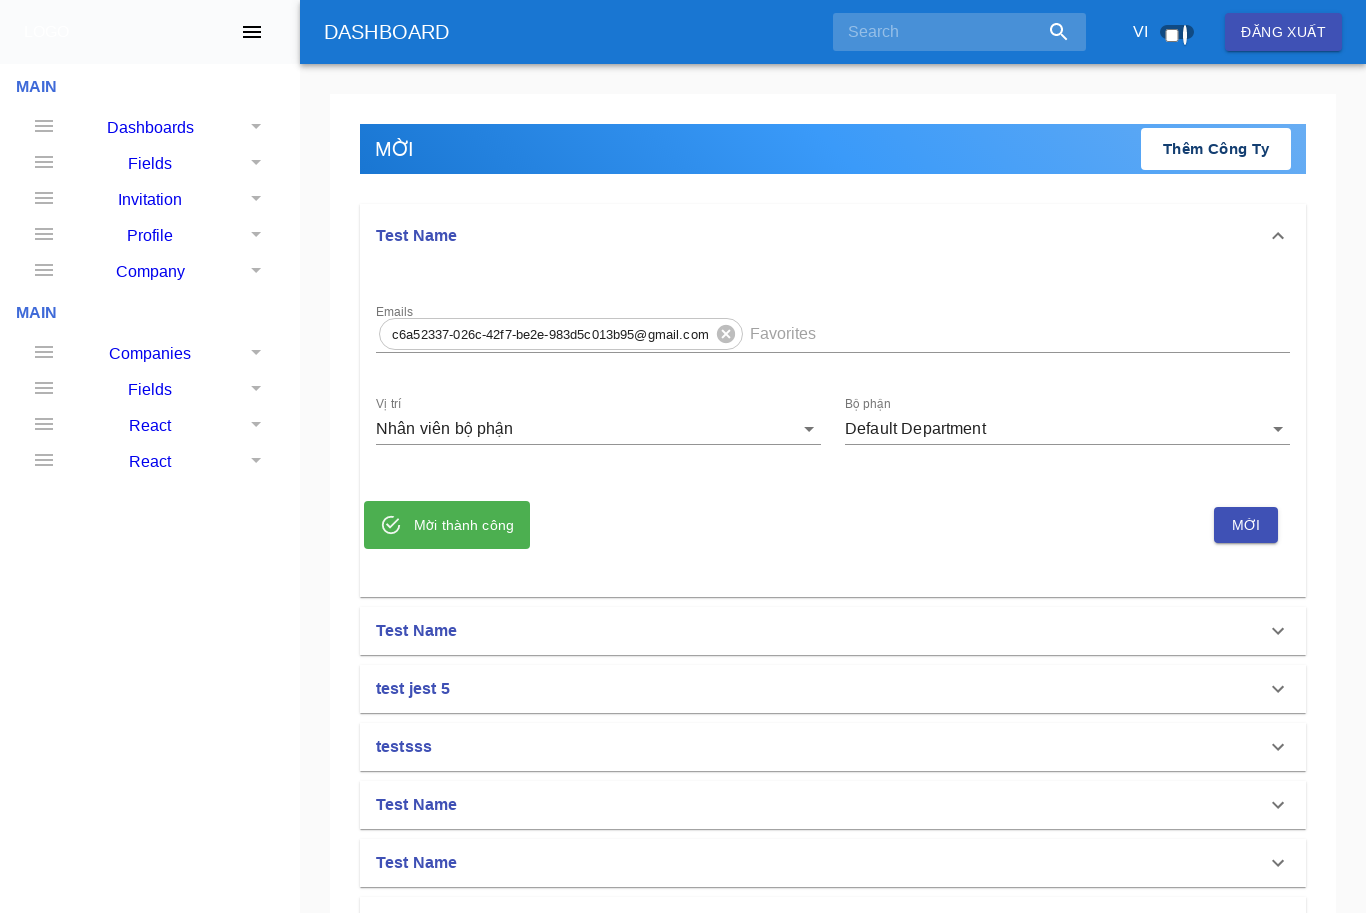 DASHBOARD
Search
VI
ĐĂNG XUẤT
MAIN
Dashboards
Fields
Invitation
Profile
Company
MAIN
Companies
Fields
React
React
MỜI
Thêm Công Ty
Test Name
Emails
c6a52337-026c-42f7-be2e-983d5c013b95@gmail.com
Favorites
Vị trí
Nhân viên bộ phận
Bộ phận
Default Department
Mời thành công
MỜI
Test Name
test jest 5
testsss
Test Name
Test Name